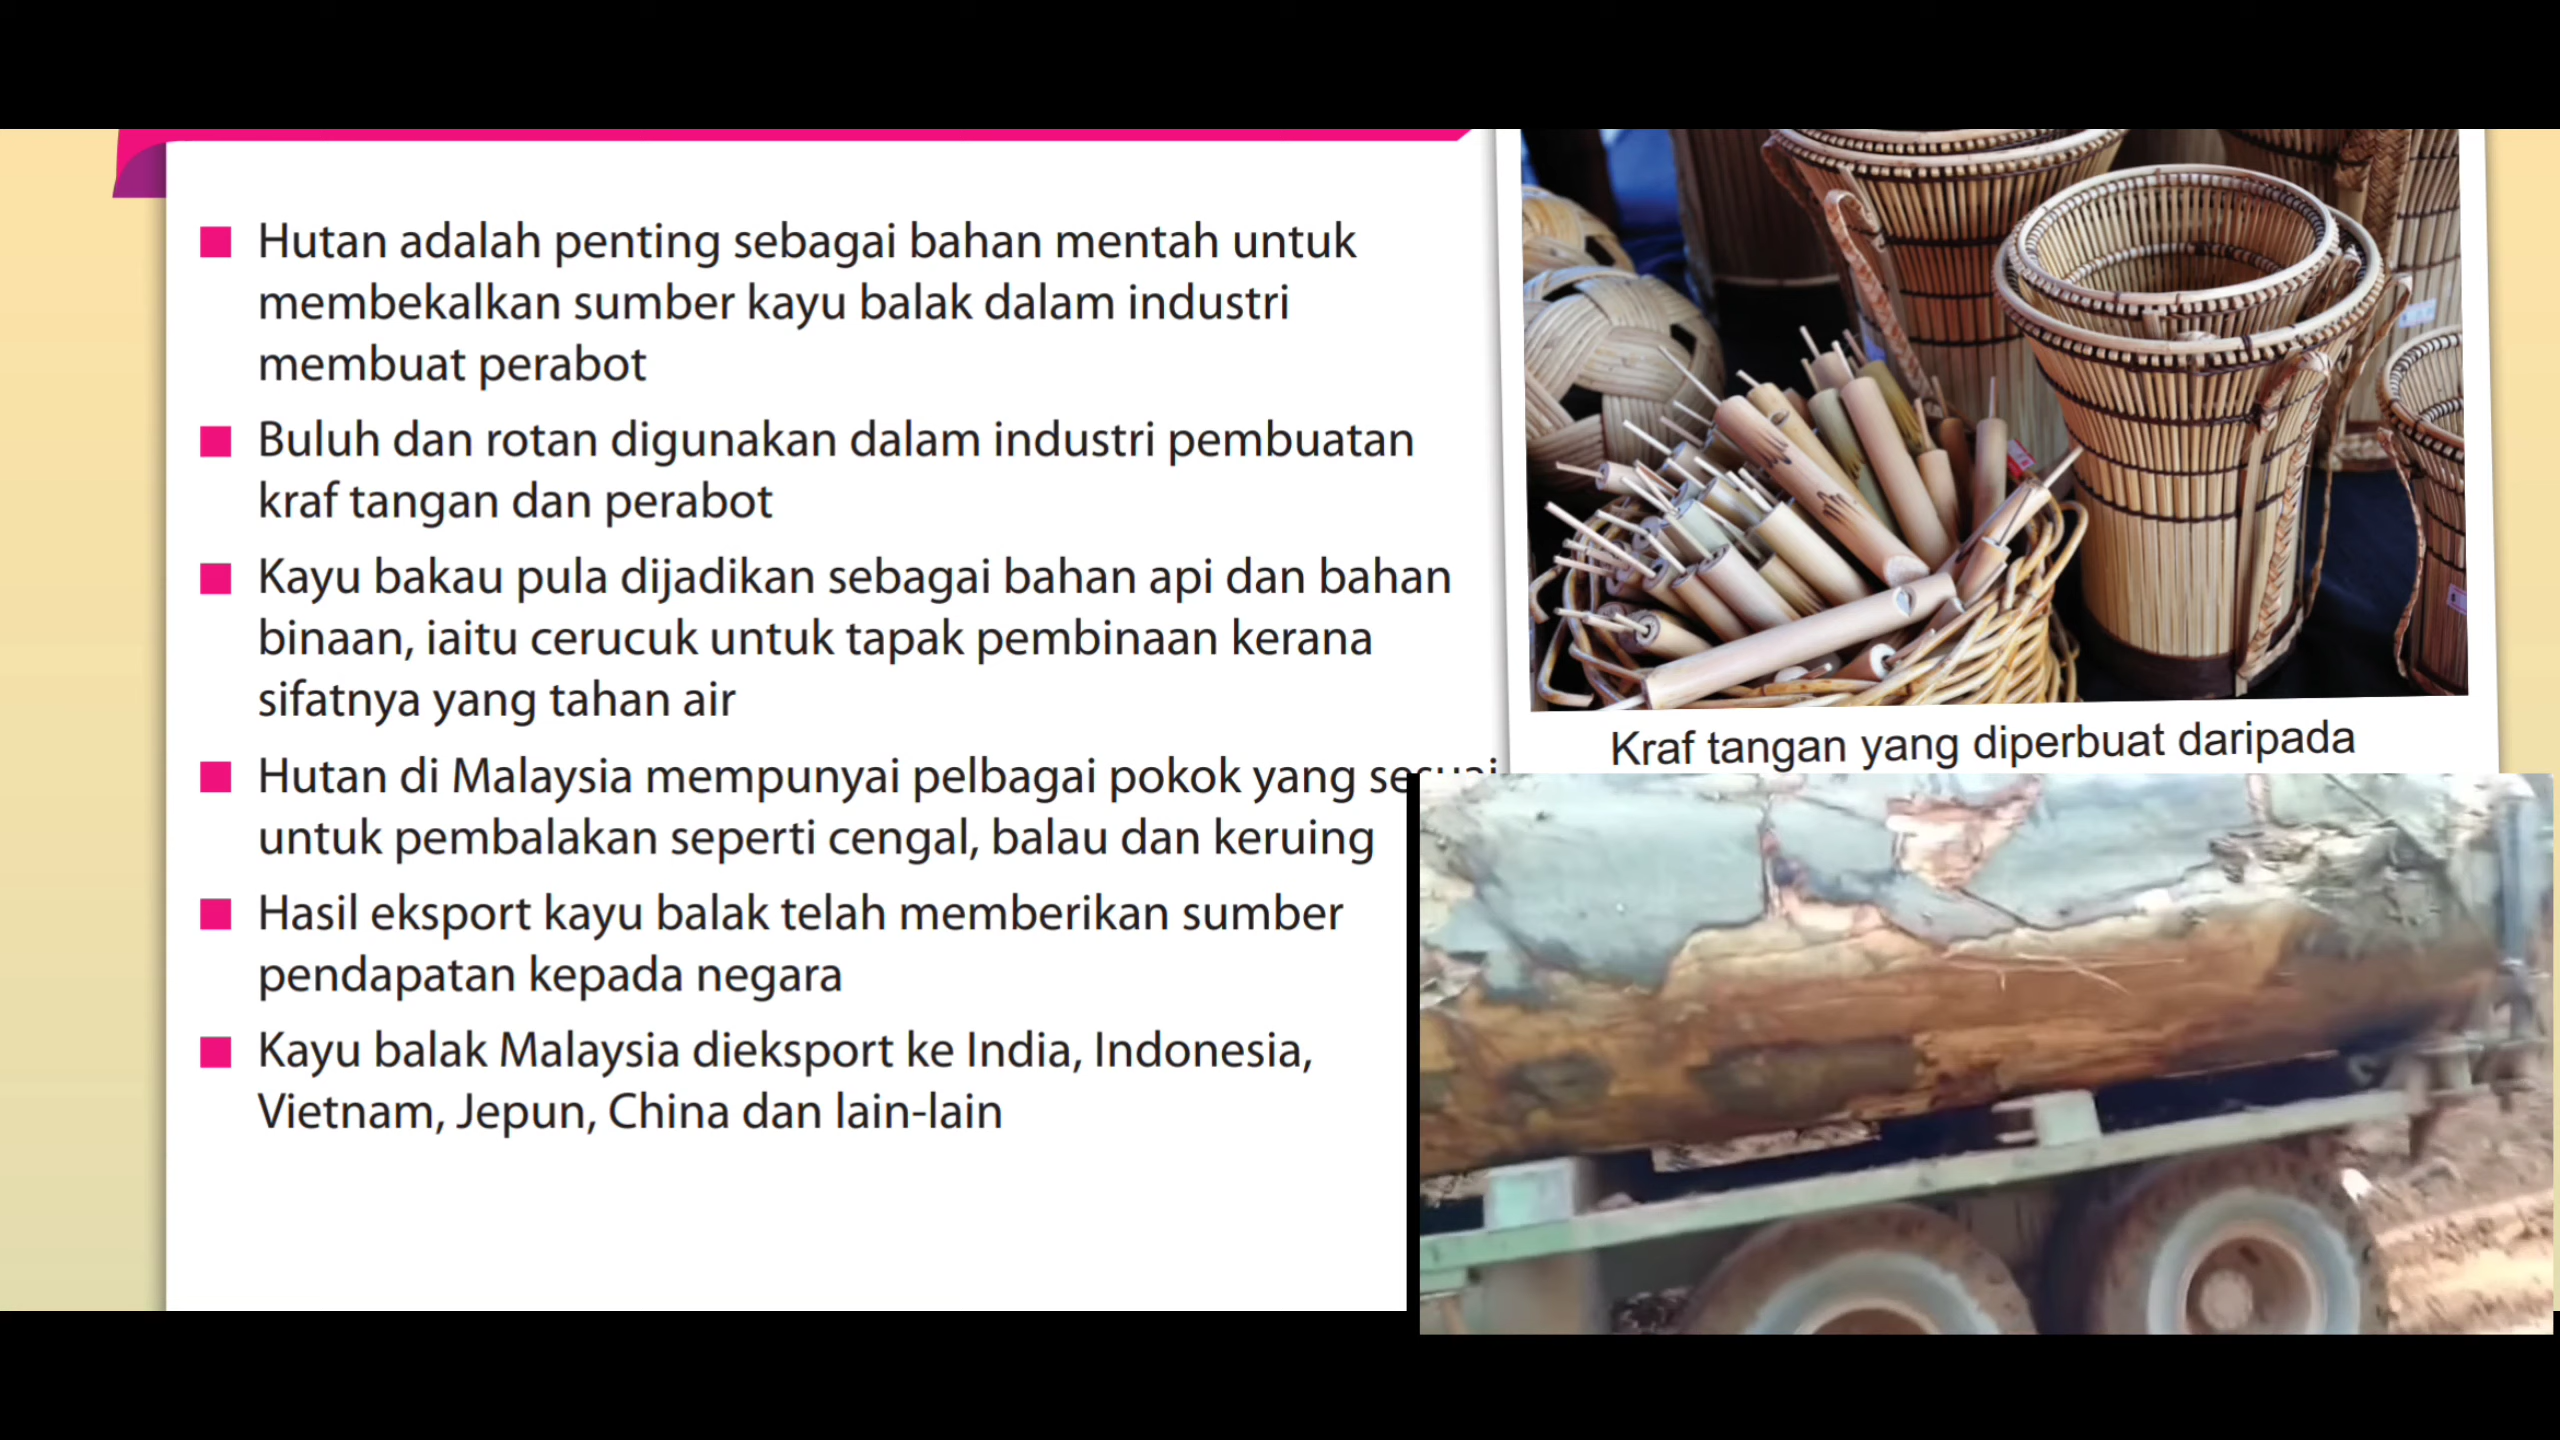 Hutan adalah penting sebagai bahan mentah untuk
membekalkan sumber kayu balak dalam industri
membuat perabot
Buluh dan rotan digunakan dalam industri pembuatan
kraf tangan dan perabot
Kayu bakau pula dijadikan sebagai bahan api dan bahan
binaan, iaitu cerucuk untuk tapak pembinaan kerana
sifatnya yang tahan air
Hutan di Malaysia mempunyai pelbagai pokok yang sesuai
untuk pembalakan seperti cengal, balau dan keruing
Hasil eksport kayu balak telah memberikan sumber
pendapatan kepada negara
Kayu balak Malaysia dieksport ke India, Indonesia,
Vietnam, Jepun, China dan lain-lain
Kraf tangan yang diperbuat daripada